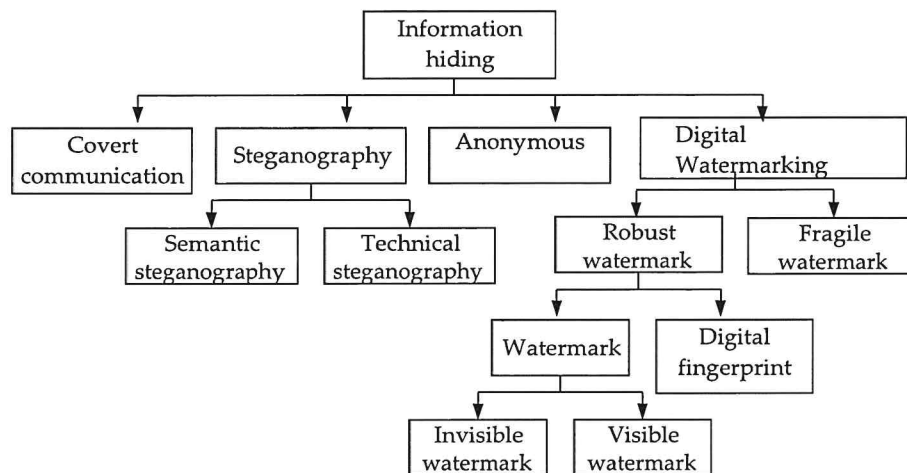 Information
hiding
Covert
communication
Steganography
Anonymous
Digital
Watermarking
Semantic
steganography
Technical
steganography
Robust
watermark
Fragile
watermark
Watermark
Digital
fingerprint
Invisible
watermark
Visible
watermark